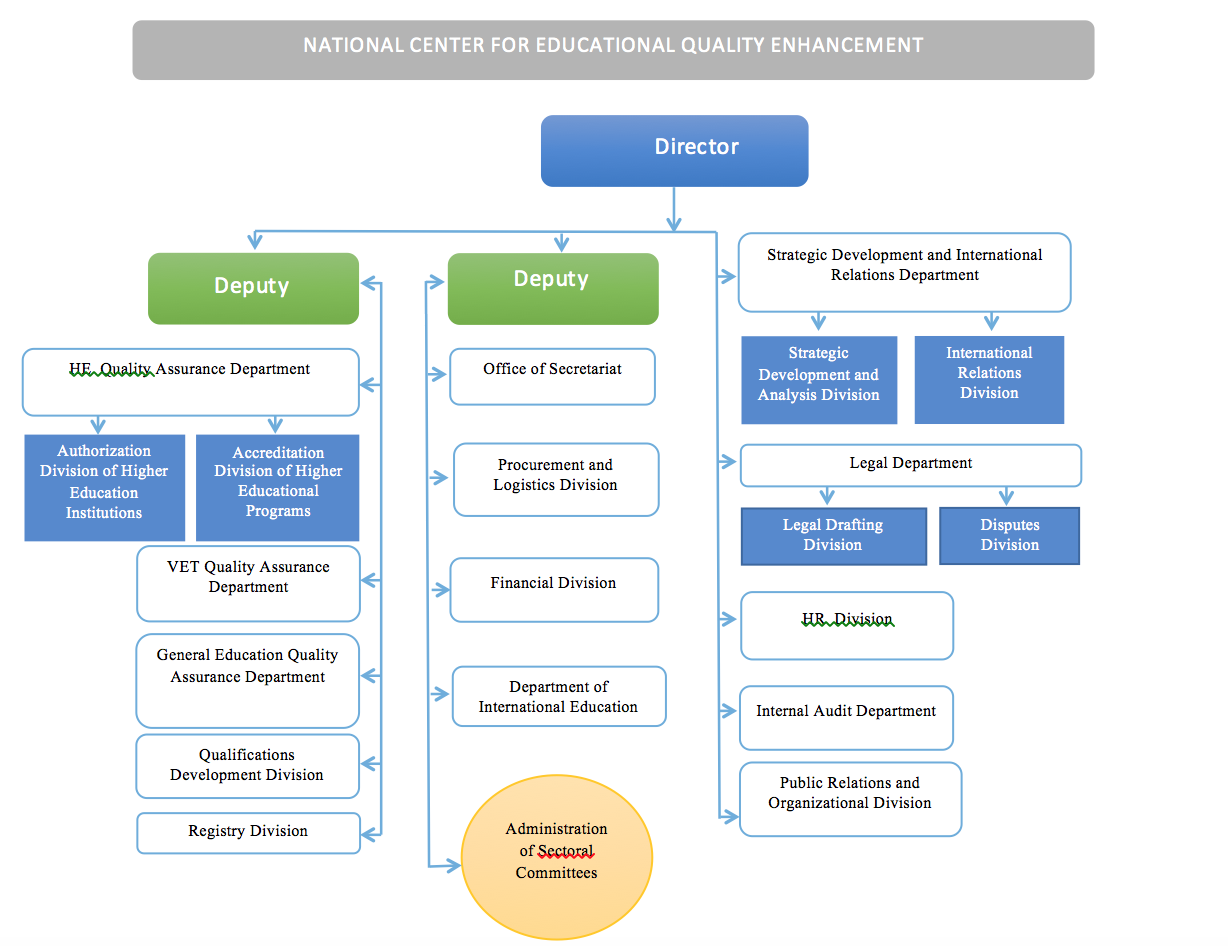 NATIONAL CENTER FOR EDUCATIONAL QUALITY ENHANCEMENT
Director
Deputy
HE Quality Assurance Department
Authorization
Division of Higher
Education
Institutions
Accreditation
Division of Higher
Educational
Programs
VET Quality Assurance
Department
General Education Quality
Assurance Department
Qualifications
Development Division
Registry Division
Deputy
Office of Secretariat
Procurement and
Logistics Division
Financial Division
Department of
International Education
Administration
of Sectoral
Committees
Strategic Development and International
Relations Department
Strategic
Development and
Analysis Division
International
Relations
Division
Legal Department
Legal Drafting
Division
Disputes
Division
HR Division
Internal Audit Department
Public Relations and
Organizational Division